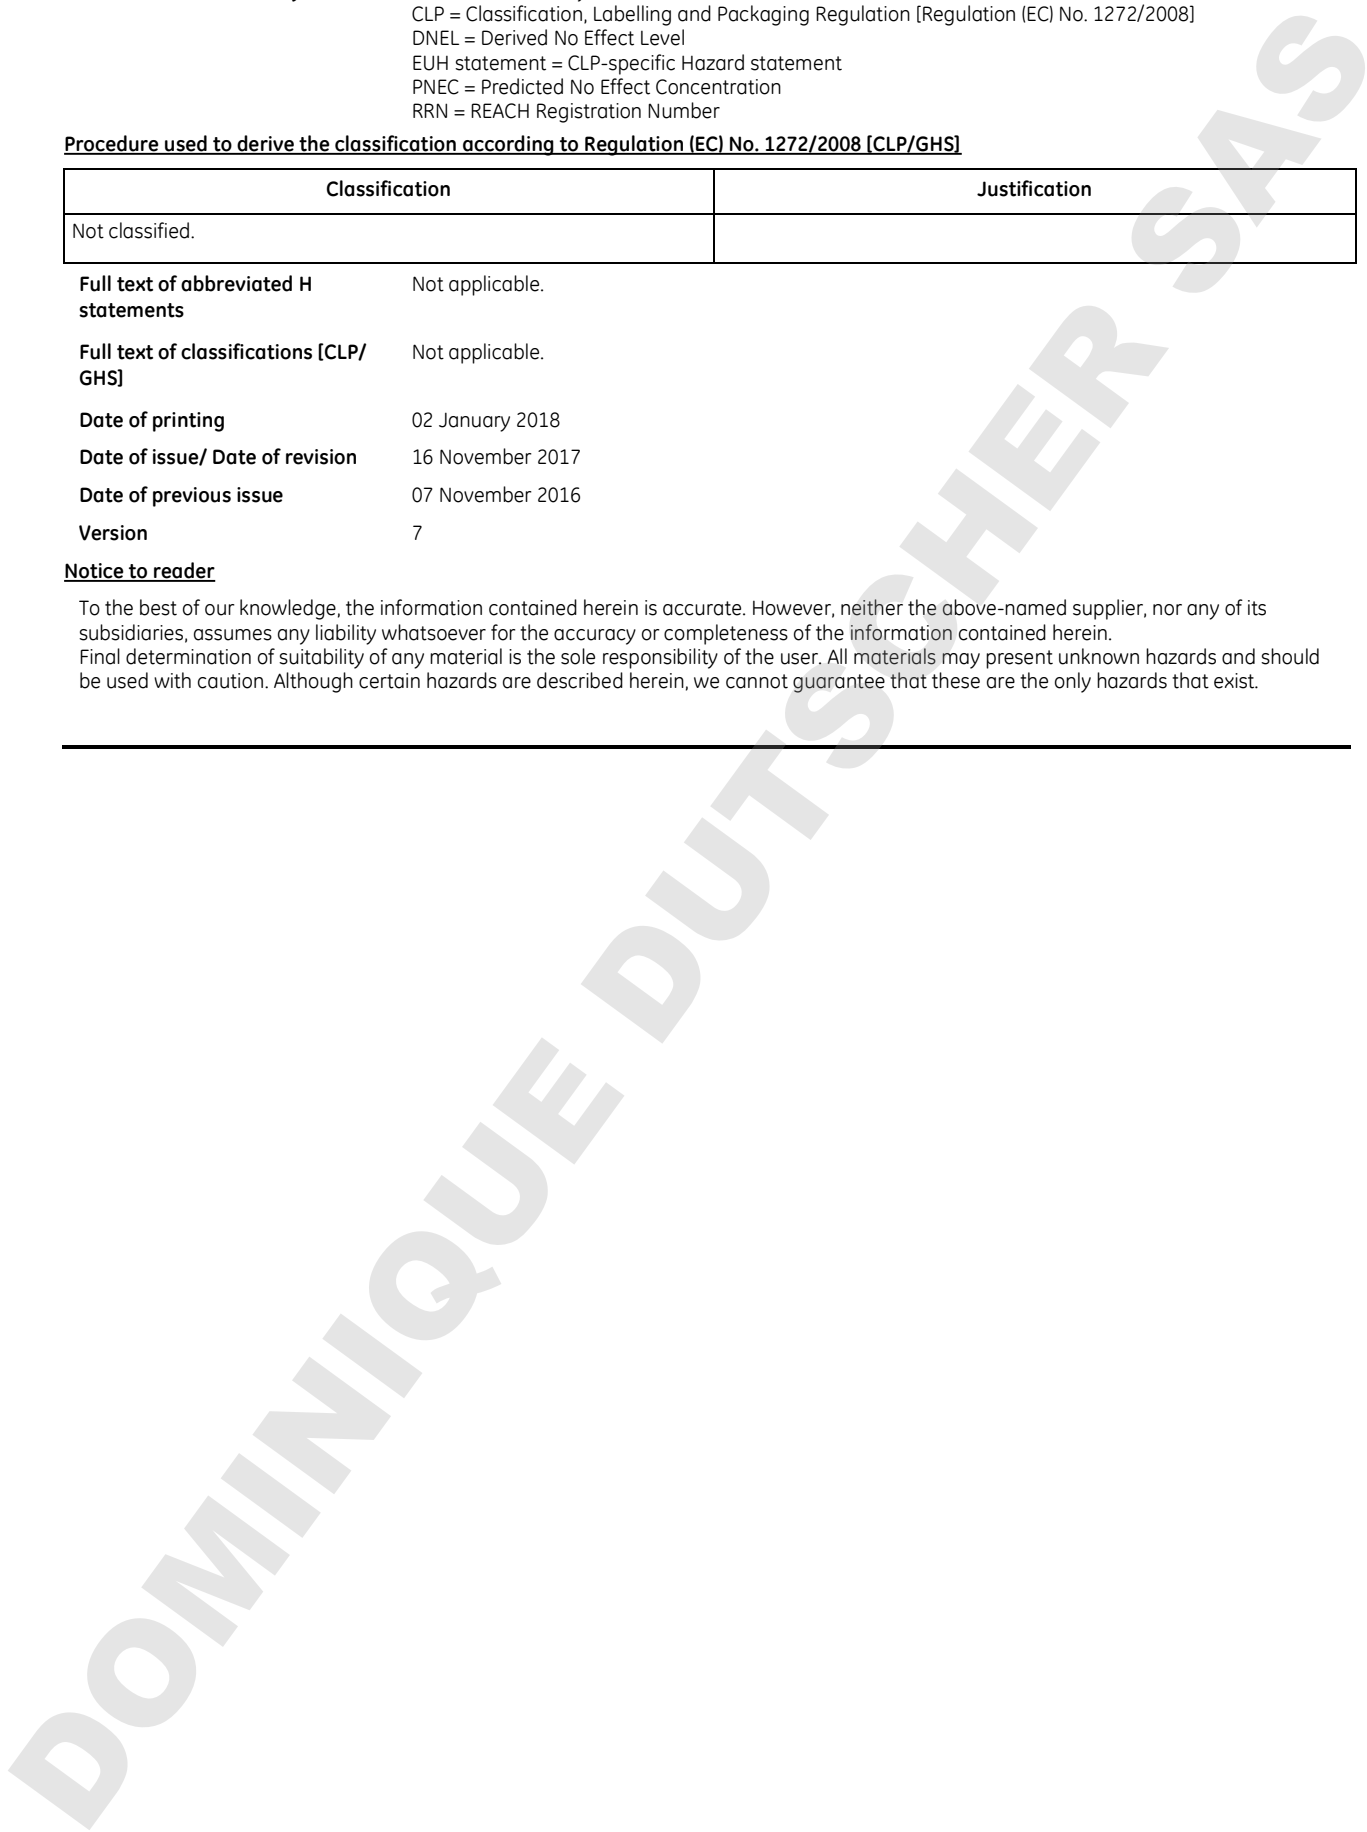 CLP = Classification, Labelling and Packaging Regulation [Regulation (EC) No. 1272/2008]
DNEL = Derived No Effect Level
EUH statement = CLP-specific Hazard statement
PNEC = Predicted No Effect Concentration
RRN = REACH Registration Number
Procedure used to derive the classification according to Regulation (EC) No. 1272/2008 [CLP/GHS]
Classification Justification
Not classified.
Full text of abbreviated H Not applicable.
statements
Full text of classifications [CLP/ Not applicable.
GHS]
Date of printing 02 January 2018
Date of issue/ Date of revision 16 November 2017
Date of previous issue 07 November 2016
Version 7
Notice to reader
To the best of our knowledge, the information contained herein is accurate. However, neither the above-named supplier, nor any of its
subsidiaries, assumes any liability whatsoever for the accuracy or completeness of the information contained herein.
Final determination of suitability of any material is the sole responsibility of the user. All materials may present unknown hazards and should
be used with caution. Although certain hazards are described herein, we cannot guarantee that these are the only hazards that exist.
DOMINIQUE DUTSCHER SAS